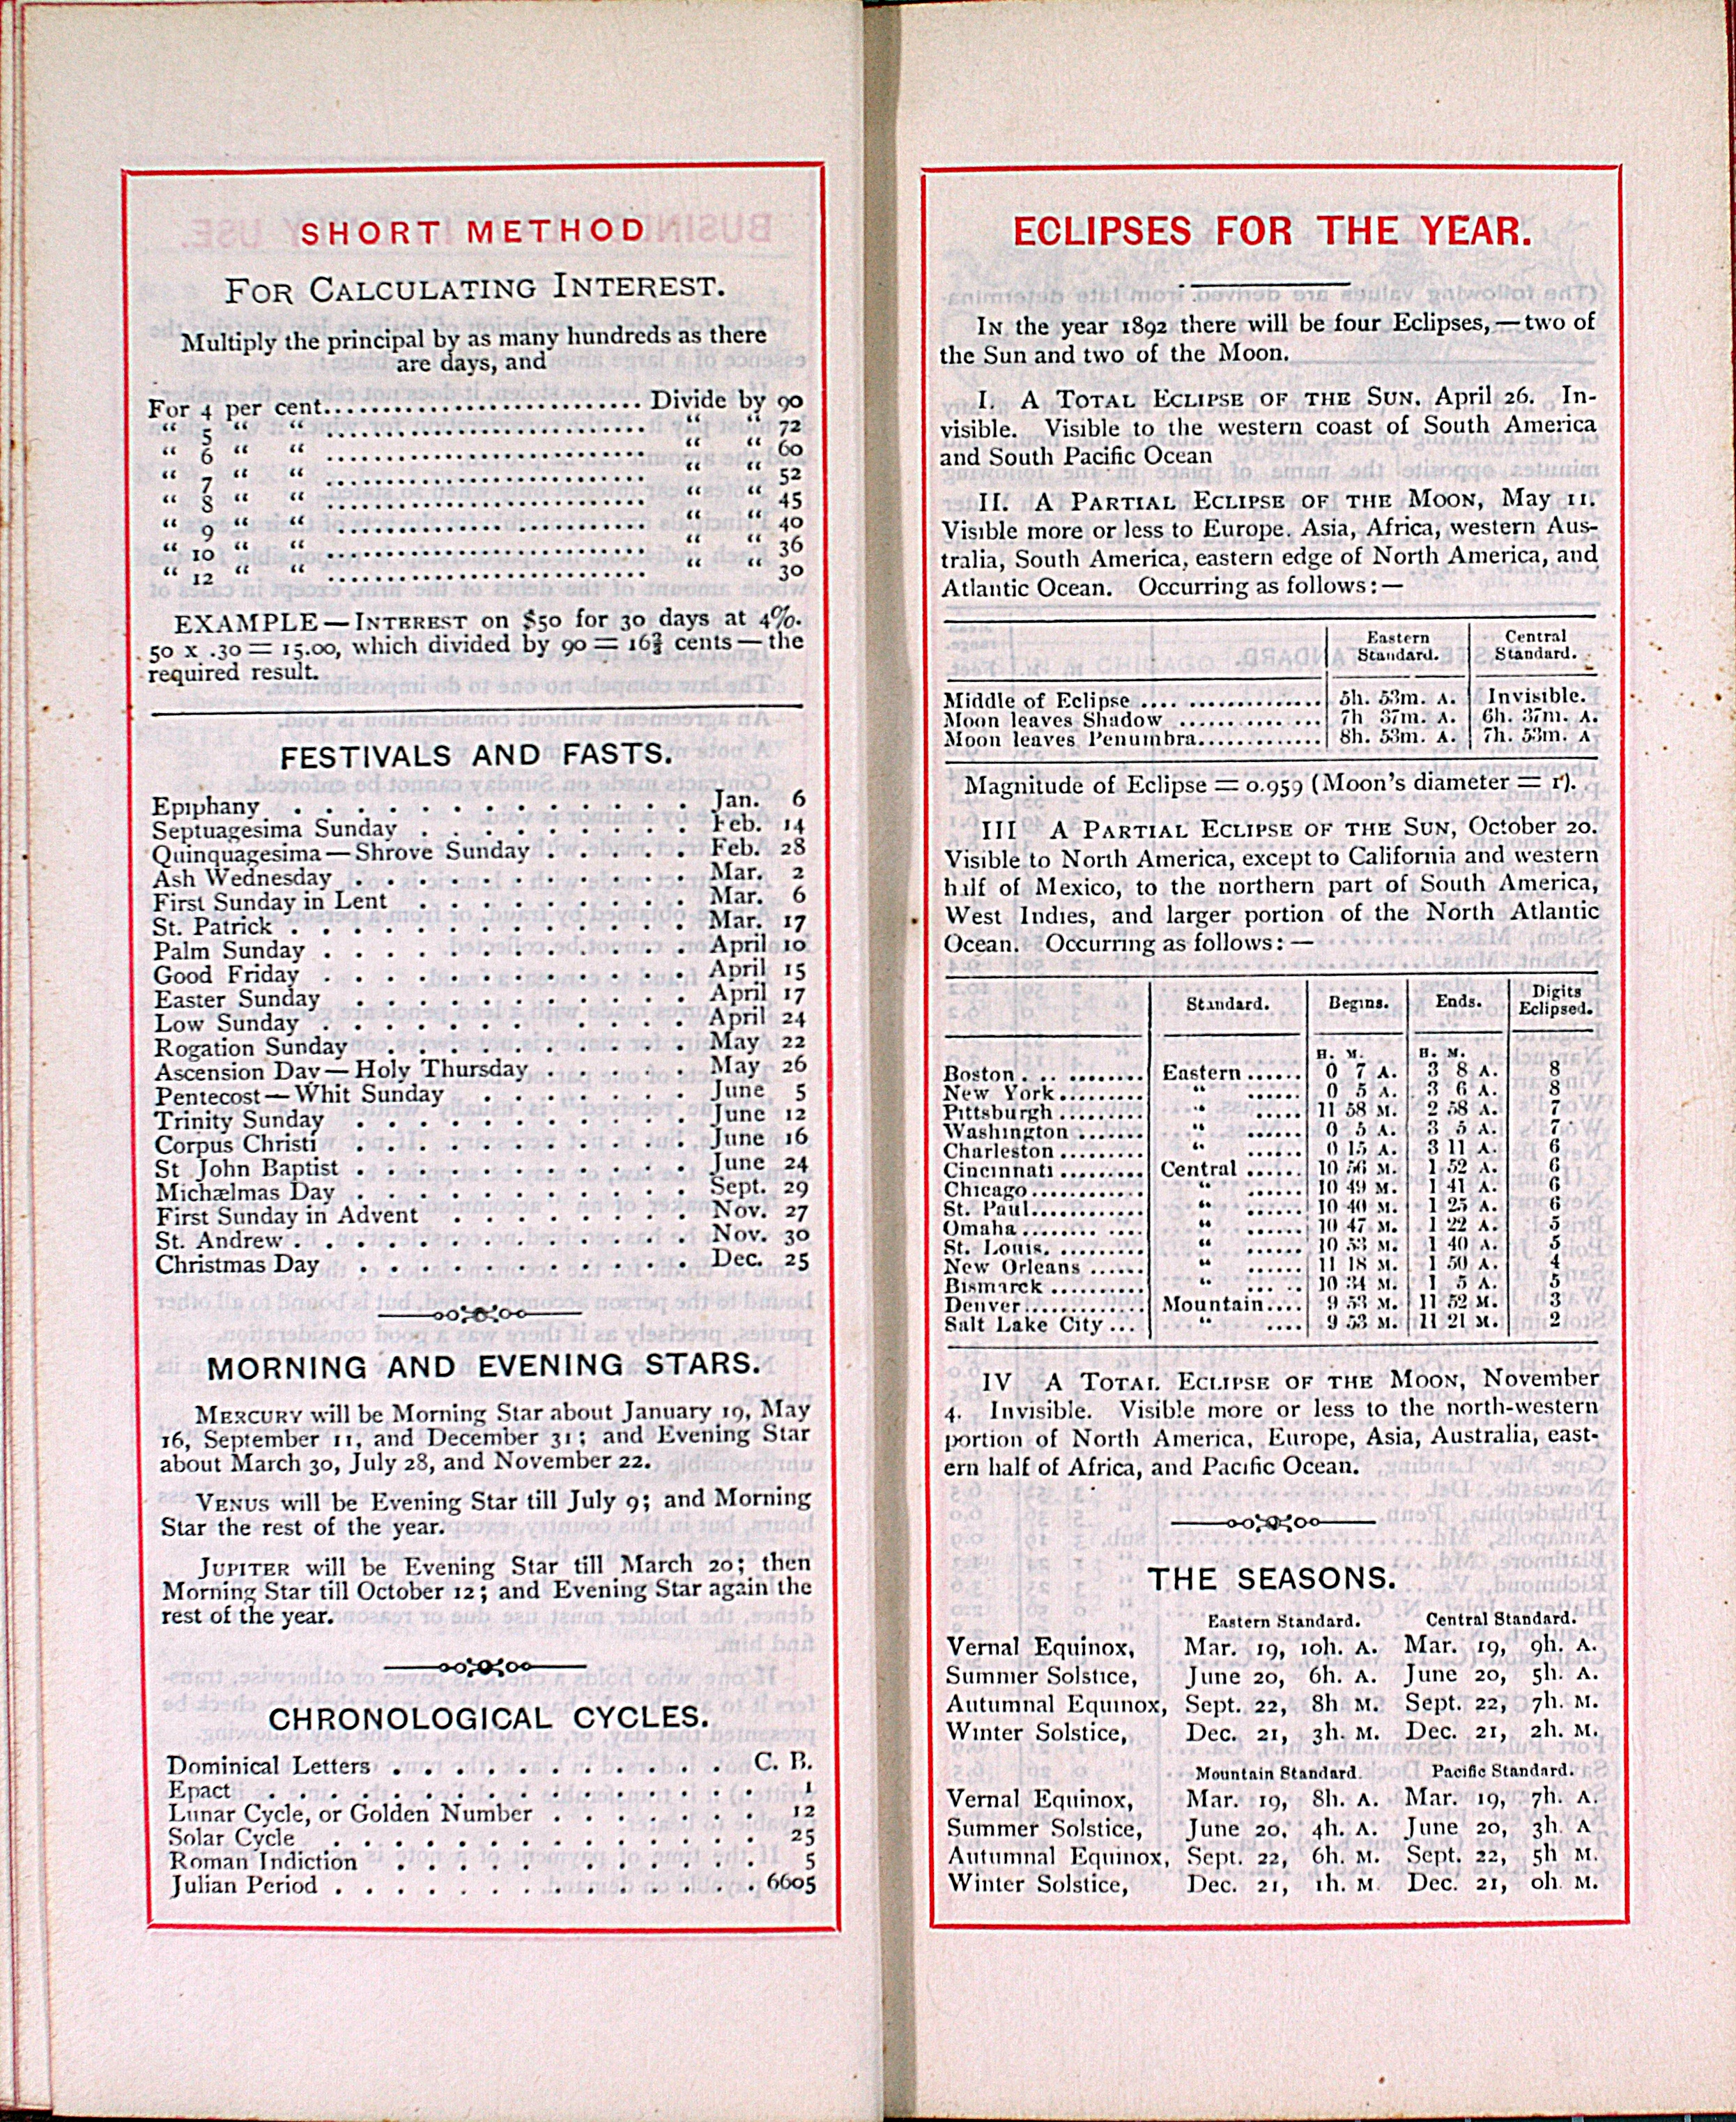 SHORT METHOD
FOR CALCULATING INTEREST.
Multiply the principal by as many hundreds as there
are days, and
For 4 per cent............................ Divide by 90
“ 5 “ “ ............................ “ “ 72
“ 6 “ “ ............................ “ “ 60
“ 7 “ “ ............................ “ “ 52
“ 8 “ “ ............................ “ “ 45
“ 9 “ “ ............................ “ “ 40
“ 10 “ “ ............................ “ “ 36
“ 12 “ “ ............................ “ “ 30
EXAMPLE—INTEREST on $50 for 30 days at 4%.
50 x .30 = 15.00, which divided by 90 = 16⅔ cents—the
required result.
FESTIVALS AND FASTS.
Epiphany . . . . . . . . . . . . . Jan. 6
Septuagesima Sunday . . . . . . . . . Feb. 14
Quinquagesima—Shrove Sunday . . . . . Feb. 28
Ash Wednesday . . . . . . . . . . . Mar. 2
First Sunday in Lent . . . . . . . . . Mar. 6
St. Patrick . . . . . . . . . . . . . Mar. 17
Palm Sunday . . . . . . . . . . . . April 10
Good Friday . . . . . . . . . . . . April 15
Easter Sunday . . . . . . . . . . . April 17
Low Sunday . . . . . . . . . . . . April 24
Rogation Sunday . . . . . . . . . . May 22
Ascension Day—Holy Thursday . . . . . May 26
Pentecost—Whit Sunday . . . . . . . June 5
Trinity Sunday . . . . . . . . . . . June 12
Corpus Christi . . . . . . . . . . . June 16
St John Baptist . . . . . . . . . . . June 24
Michælmas Day . . . . . . . . . . . Sept. 29
First Sunday in Advent . . . . . . . . Nov. 27
St. Andrew . . . . . . . . . . . . . Nov. 30
Christmas Day . . . . . . . . . . . Dec. 25
MORNING AND EVENING STARS.
MERCURY will be Morning Star about January 19, May
16, September 11, and December 31; and Evening Star
about March 30, July 28, and November 22.
VENUS will be Evening Star till July 9; and Morning
Star the rest of the year.
JUPITER will be Evening Star till March 20; then
Morning Star till October 12; and Evening Star again the
rest of the year.
CHRONOLOGICAL CYCLES.
Dominical Letters . . . . . . . . . . . C. B.
Epact . . . . . . . . . . . . . . . 1
Lunar Cycle, or Golden Number . . . . . . . 12
Solar Cycle . . . . . . . . . . . . . . 25
Roman Indiction . . . . . . . . . . . . 5
Julian Period . . . . . . . . . . . . . . 6605
ECLIPSES FOR THE YEAR.
IN the year 1892 there will be four Eclipses,—two of
the Sun and two of the Moon.
I. A TOTAL ECLIPSE OF THE SUN. April 26. In-
visible. Visible to the western coast of South America
and South Pacific Ocean
II. A PARTIAL ECLIPSE OF THE MOON, May 11.
Visible more or less to Europe. Asia, Africa, western Aus-
tralia, South America, eastern edge of North America, and
Atlantic Ocean. Occurring as follows:—
Eastern Standard. Central Standard.
Middle of Eclipse .... ............... 5h. 53m. A. Invisible.
Moon leaves Shadow ................ 7h 37m. A. 6h. 37m. A.
Moon leaves Penumbra............. 8h. 53m. A. 7h. 53m. A
Magnitude of Eclipse = 0.959 (Moon's diameter = 1).
III A PARTIAL ECLIPSE OF THE SUN, October 20.
Visible to North America, except to California and western
half of Mexico, to the northern part of South America,
West Indies, and larger portion of the North Atlantic
Ocean. Occurring as follows:—
Standard. Begins. Ends. Digits Eclipsed.
H. M. H. M.
Boston. .. ......... Eastern ...... 0 7 A. 3 8 A. 8
New York......... “ ...... 0 5 A. 3 6 A. 8
Pittsburgh ......... “ ...... 11 58 M. 2 58 A. 7
Washington....... “ ...... 0 5 A. 3 5 A. 7
Charleston ......... “ ...... 0 15 A. 3 11 A. 6
Cincinnati ......... Central ...... 10 56 M. 1 52 A. 6
Chicago............ “ ...... 10 49 M. 1 41 A. 6
St. Paul............ “ ...... 10 40 M. 1 25 A. 6
Omaha........ .... “ ...... 10 47 M. 1 22 A. 5
St. Louis. ......... “ ...... 10 53 M. 1 40 A. 5
New Orleans ...... “ ...... 11 18 M. 1 50 A. 4
Bismarck .......... “ ... .. 10 34 M. 1 5 A. 5
Denver............. Mountain.... 9 53 M. 11 52 M. 3
Salt Lake City ... “ .... 9 53 M. 11 21 M. 2
IV A TOTAL ECLIPSE OF THE MOON, November
4. Invisible. Visible more or less to the north-western
portion of North America, Europe, Asia, Australia, east-
ern half of Africa, and Pacific Ocean.
THE SEASONS.
Eastern Standard. Central Standard.
Vernal Equinox, Mar. 19, 10h. A. Mar. 19, 9h. A.
Summer Solstice, June 20, 6h. A. June 20, 5h. A.
Autumnal Equinox, Sept. 22, 8h M. Sept. 22, 7h. M.
Winter Solstice, Dec. 21, 3h. M. Dec. 21, 2h. M.
Mountain Standard. Pacific Standard.
Vernal Equinox, Mar. 19, 8h. A. Mar. 19, 7h. A.
Summer Solstice, June 20, 4h. A. June 20, 3h. A
Autumnal Equinox, Sept. 22, 6h. M. Sept. 22, 5h M.
Winter Solstice, Dec. 21, 1h. M. Dec. 21, 0h. M.